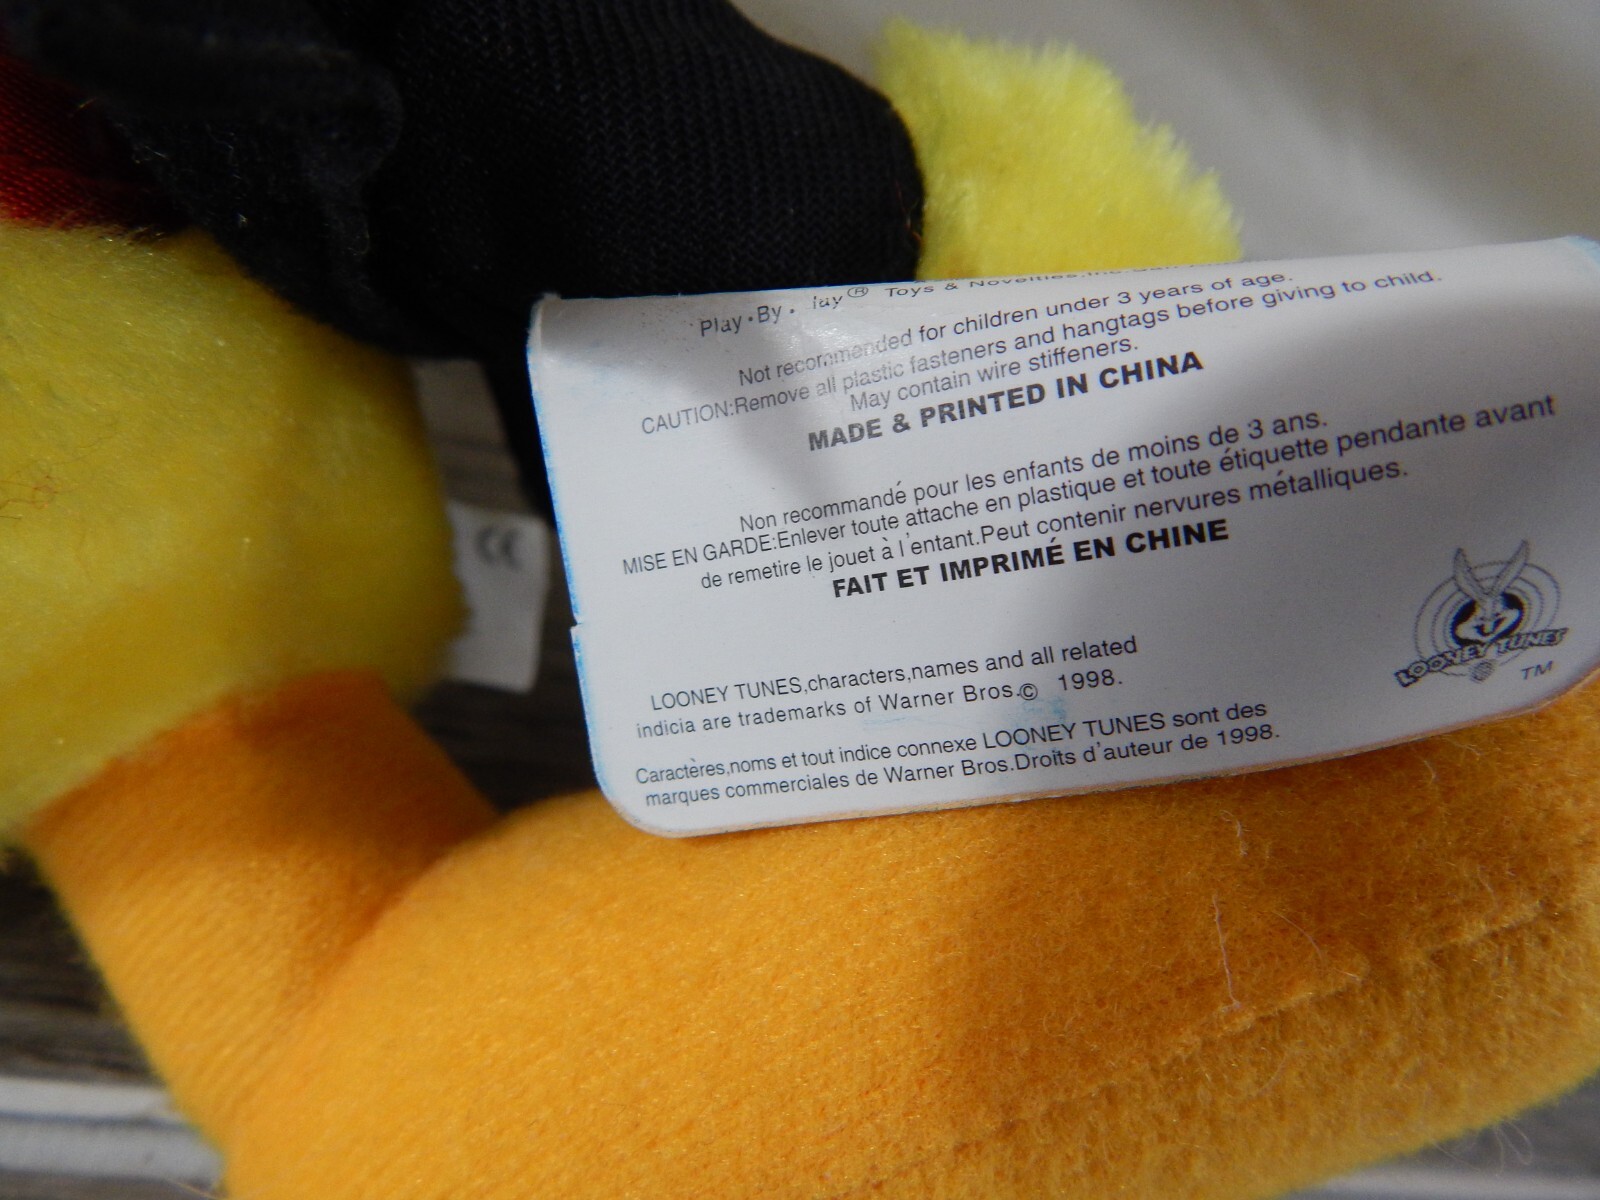 Play·By·lay® Toys & Novelties, Inc.
Not recommended for children under 3 years of age.
CAUTION:Remove all plastic fasteners and hangtags before giving to child.
May contain wire stiffeners.
MADE & PRINTED IN CHINA
Non recommandé pour les enfants de moins de 3 ans.
MISE EN GARDE:Enlever toute attache en plastique et toute étiquette pendante avant
de remetire le jouet à l'entant.Peut contenir nervures métalliques.
FAIT ET IMPRIMÉ EN CHINE
LOONEY TUNES,characters,names and all related
indicia are trademarks of Warner Bros.© 1998.
Caractères,noms et tout indice connexe LOONEY TUNES sont des
marques commerciales de Warner Bros.Droits d'auteur de 1998.
LOONEY TUNES
TM
CE